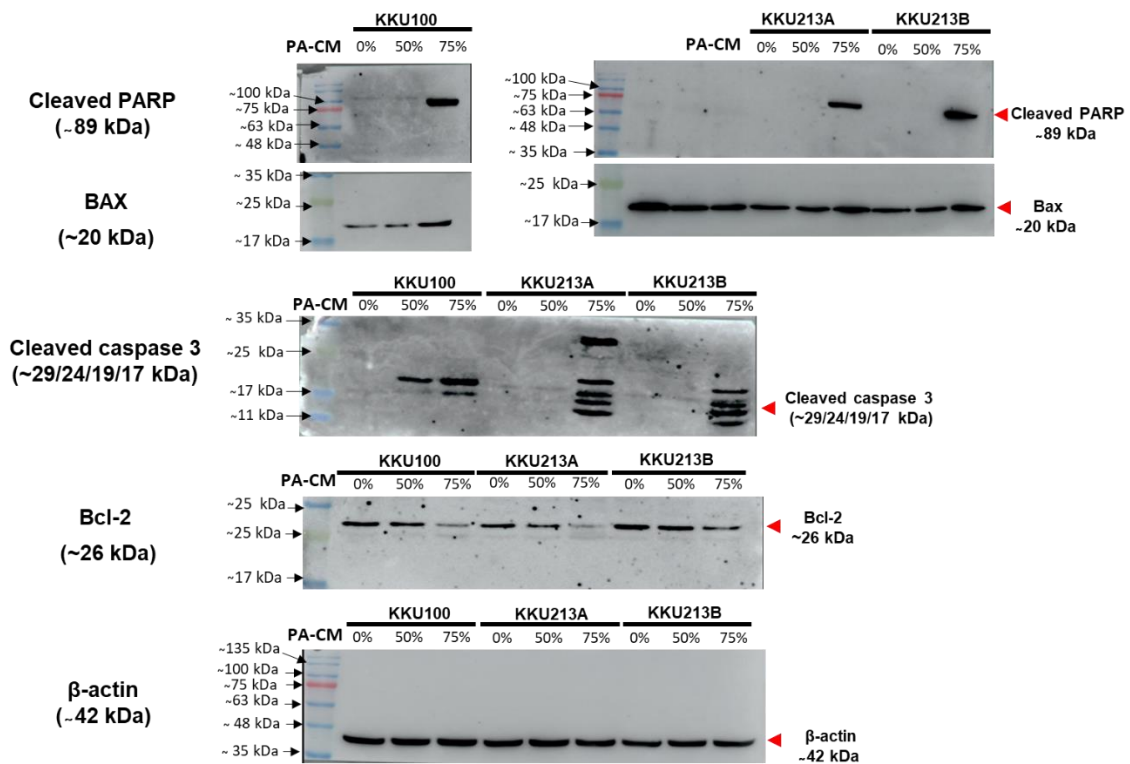 KKU100
PA-CM 0% 50% 75%
KKU213A KKU213B
PA-CM 0% 50% 75% 0% 50% 75%
Cleaved PARP
(~89 kDa)
~100 kDa
~75 kDa
~63 kDa
~ 48 kDa
~100 kDa
~75 kDa
~63 kDa
~ 48 kDa
~ 35 kDa
Cleaved PARP
~89 kDa
BAX
(~20 kDa)
~ 35 kDa
~25 kDa
~17 kDa
~25 kDa
~17 kDa
Bax
~20 kDa
KKU100 KKU213A KKU213B
PA-CM 0% 50% 75% 0% 50% 75% 0% 50% 75%
Cleaved caspase 3
(~29/24/19/17 kDa)
~ 35 kDa
~25 kDa
~17 kDa
~11 kDa
Cleaved caspase 3
(~29/24/19/17 kDa)
KKU100 KKU213A KKU213B
PA-CM 0% 50% 75% 0% 50% 75% 0% 50% 75%
Bcl-2
(~26 kDa)
~25 kDa
~25 kDa
~17 kDa
Bcl-2
~26 kDa
KKU100 KKU213A KKU213B
PA-CM 0% 50% 75% 0% 50% 75% 0% 50% 75%
β-actin
(~42 kDa)
~135 kDa
~100 kDa
~75 kDa
~63 kDa
~ 48 kDa
~ 35 kDa
β-actin
~42 kDa